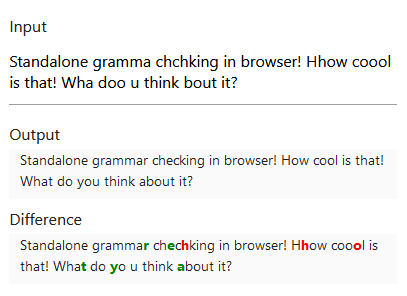 Input
Standalone gramma chchking in browser! Hhow coool
is that! Wha doo u think bout it?
Output
Standalone grammar checking in browser! How cool is that!
What do you think about it?
Difference
Standalone grammar chechking in browser! Hhow coool is
that! What do yo u think about it?